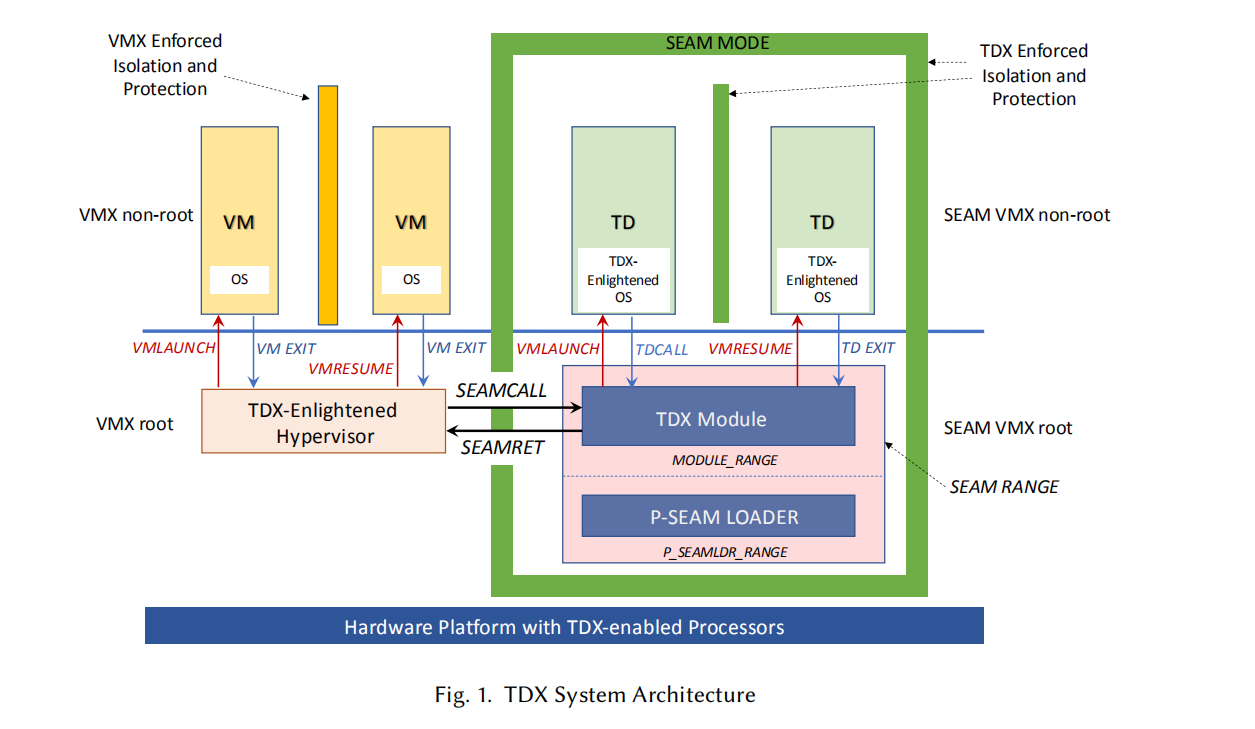 VMX Enforced
Isolation and
Protection
SEAM MODE
TDX Enforced
Isolation and
Protection
VMX non-root
VM
OS
VM
OS
TD
TDX-
Enlightened
OS
TD
TDX-
Enlightened
OS
SEAM VMX non-root
VMLAUNCH
VM EXIT
VMRESUME
VM EXIT
VMLAUNCH
TDCALL
VMRESUME
TD EXIT
VMX root
TDX-Enlightened
Hypervisor
SEAMCALL
SEAMRET
TDX Module
MODULE_RANGE
SEAM VMX root
SEAM RANGE
P-SEAM LOADER
P_SEAMLDR_RANGE
Hardware Platform with TDX-enabled Processors
Fig. 1. TDX System Architecture